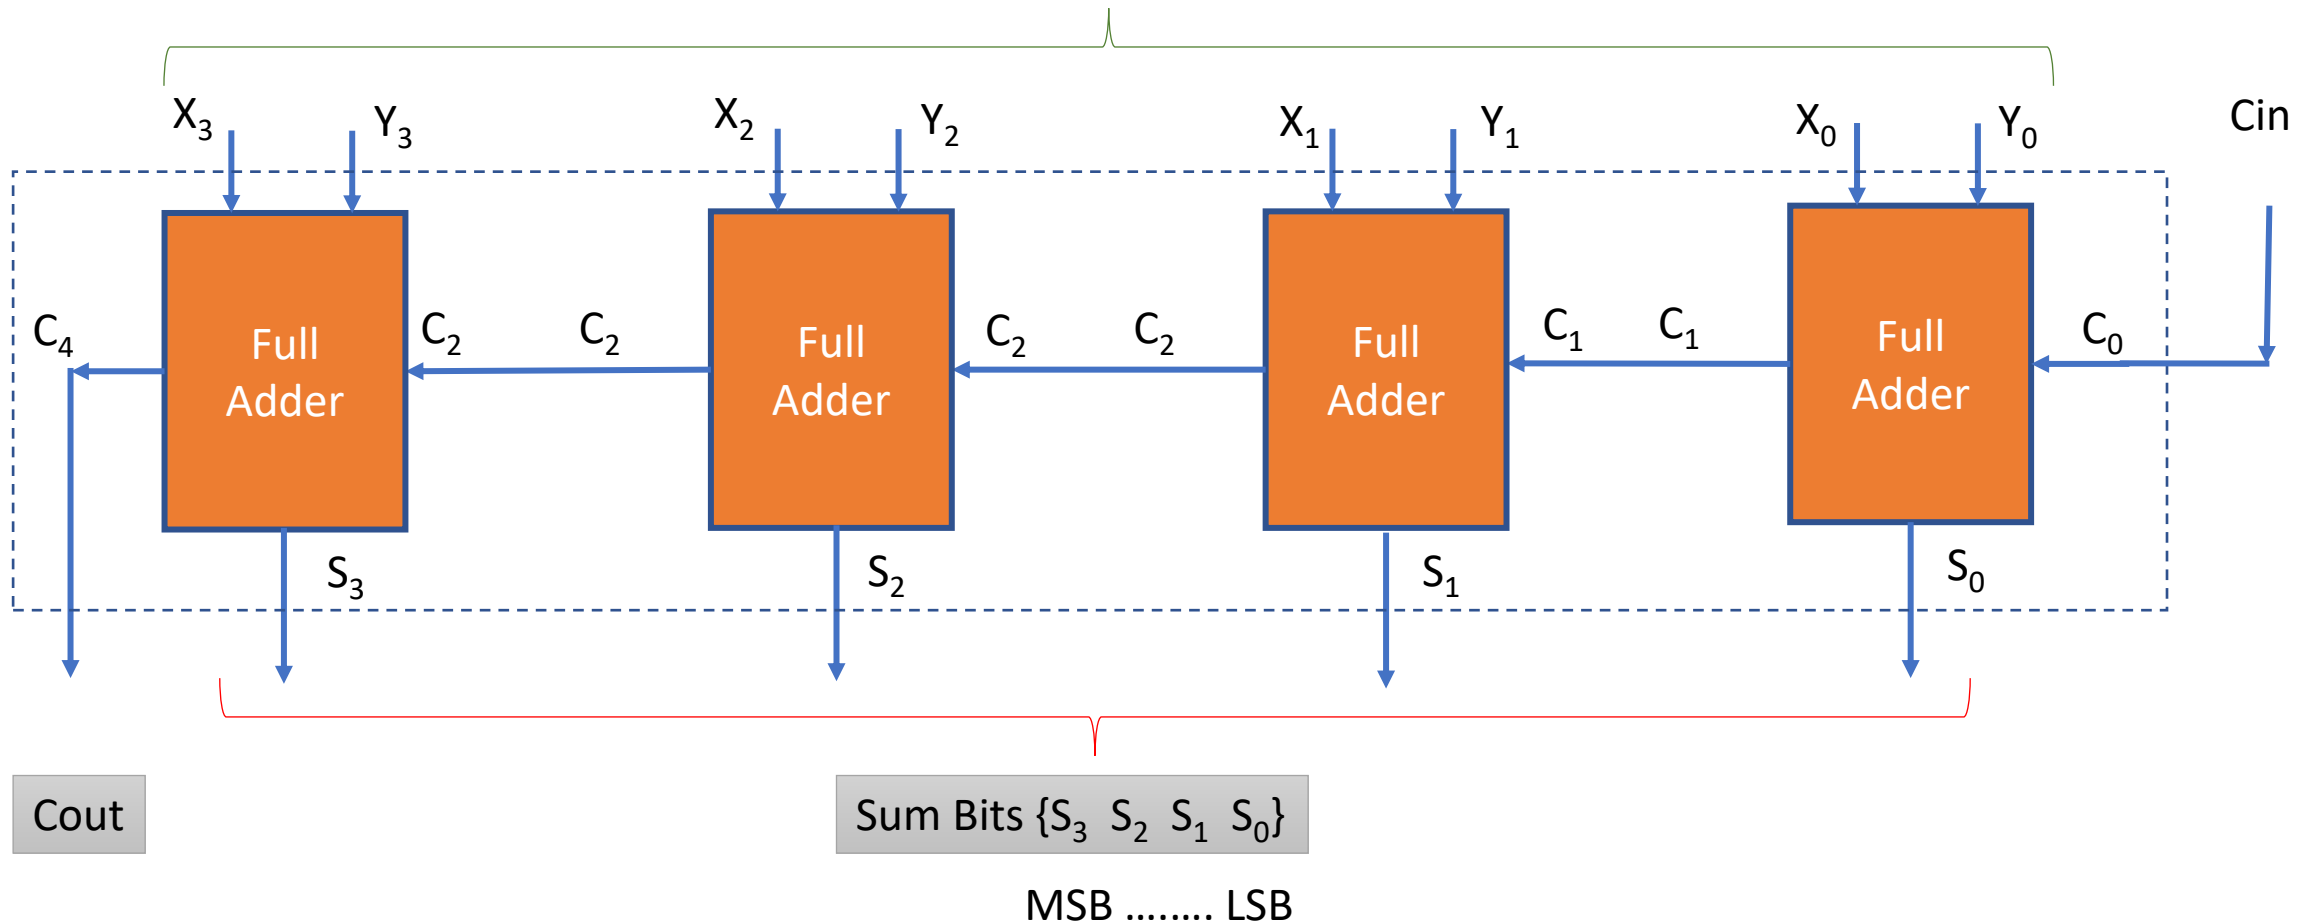 X₃ Y₃ X₂ Y₂ X₁ Y₁ X₀ Y₀ Cin
C₄ Full Adder C₂ C₂ Full Adder C₂ C₂ Full Adder C₁ C₁ Full Adder C₀
S₃ S₂ S₁ S₀
Cout Sum Bits {S₃ S₂ S₁ S₀}
MSB ........ LSB